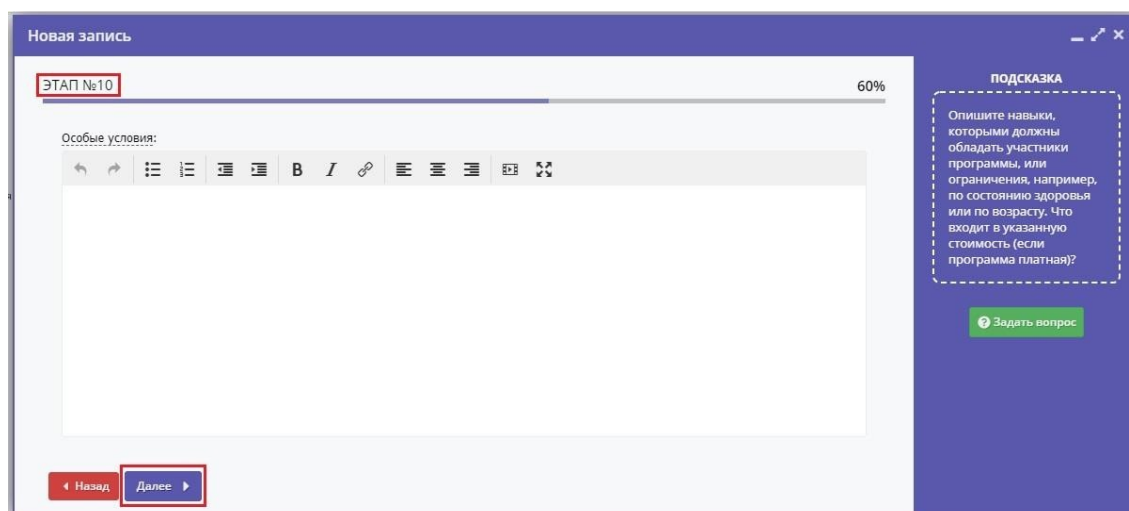 Новая запись
ЭТАП №10
60%
Особые условия:
B I
Назад
Далее
ПОДСКАЗКА
Опишите навыки,
которыми должны
обладать участники
программы, или
ограничения, например,
по состоянию здоровья
или по возрасту. Что
входит в указанную
стоимость (если
программа платная)?
Задать вопрос